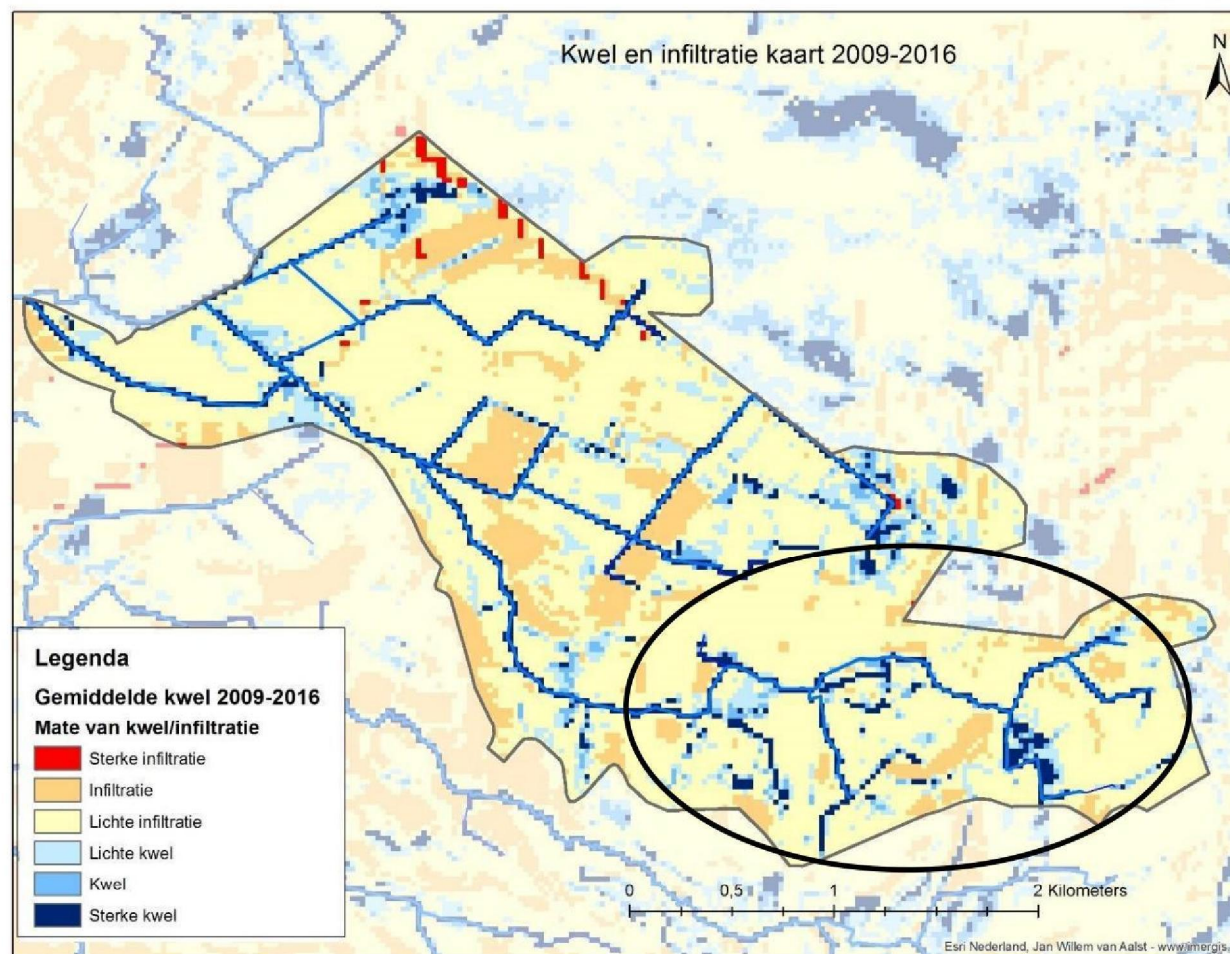 Kwel en infiltratie kaart 2009-2016
N
Legenda
Gemiddelde kwel 2009-2016
Mate van kwel/infiltratie
Sterke infiltratie
Infiltratie
Lichte infiltratie
Lichte kwel
Kwel
Sterke kwel
0 0,5 1 2 Kilometers
Esri Nederland, Jan Willem van Aalst - www.imergis